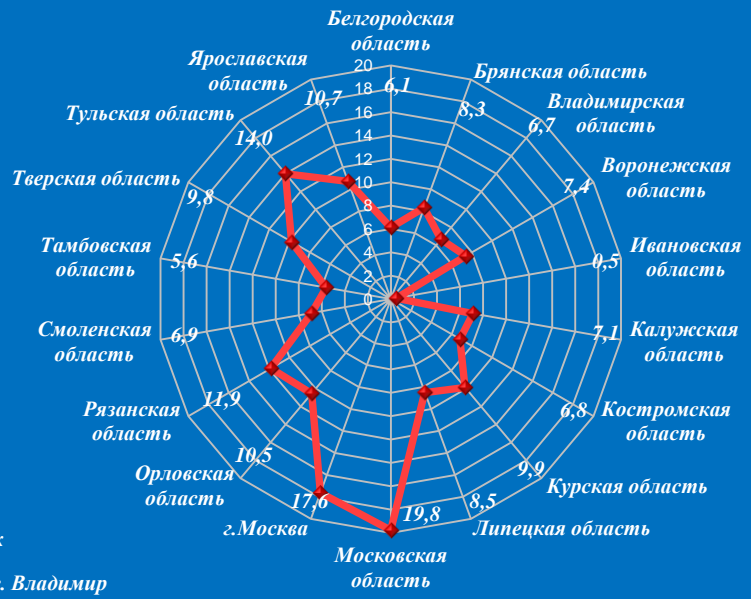 Белгородская
область
Ярославская
область
20
6,1
Брянская область
18
10,7
8,3
Владимирская
область
Тульская область
16
6,7
14,0
14
Воронежская
область
12
7,4
Тверская область
10
9,8
8
Тамбовская
область
6
5,6
Ивановская
область
4
0,5
2
0
Смоленская
область
6,9
Калужская
область
7,1
Рязанская
область
11,9
Костромская
область
6,8
Орловская
область
10,5
9,9
Курская область
17,6
19,8
8,5
г.Москва
Липецкая область
Московская
область
к
. Владимир